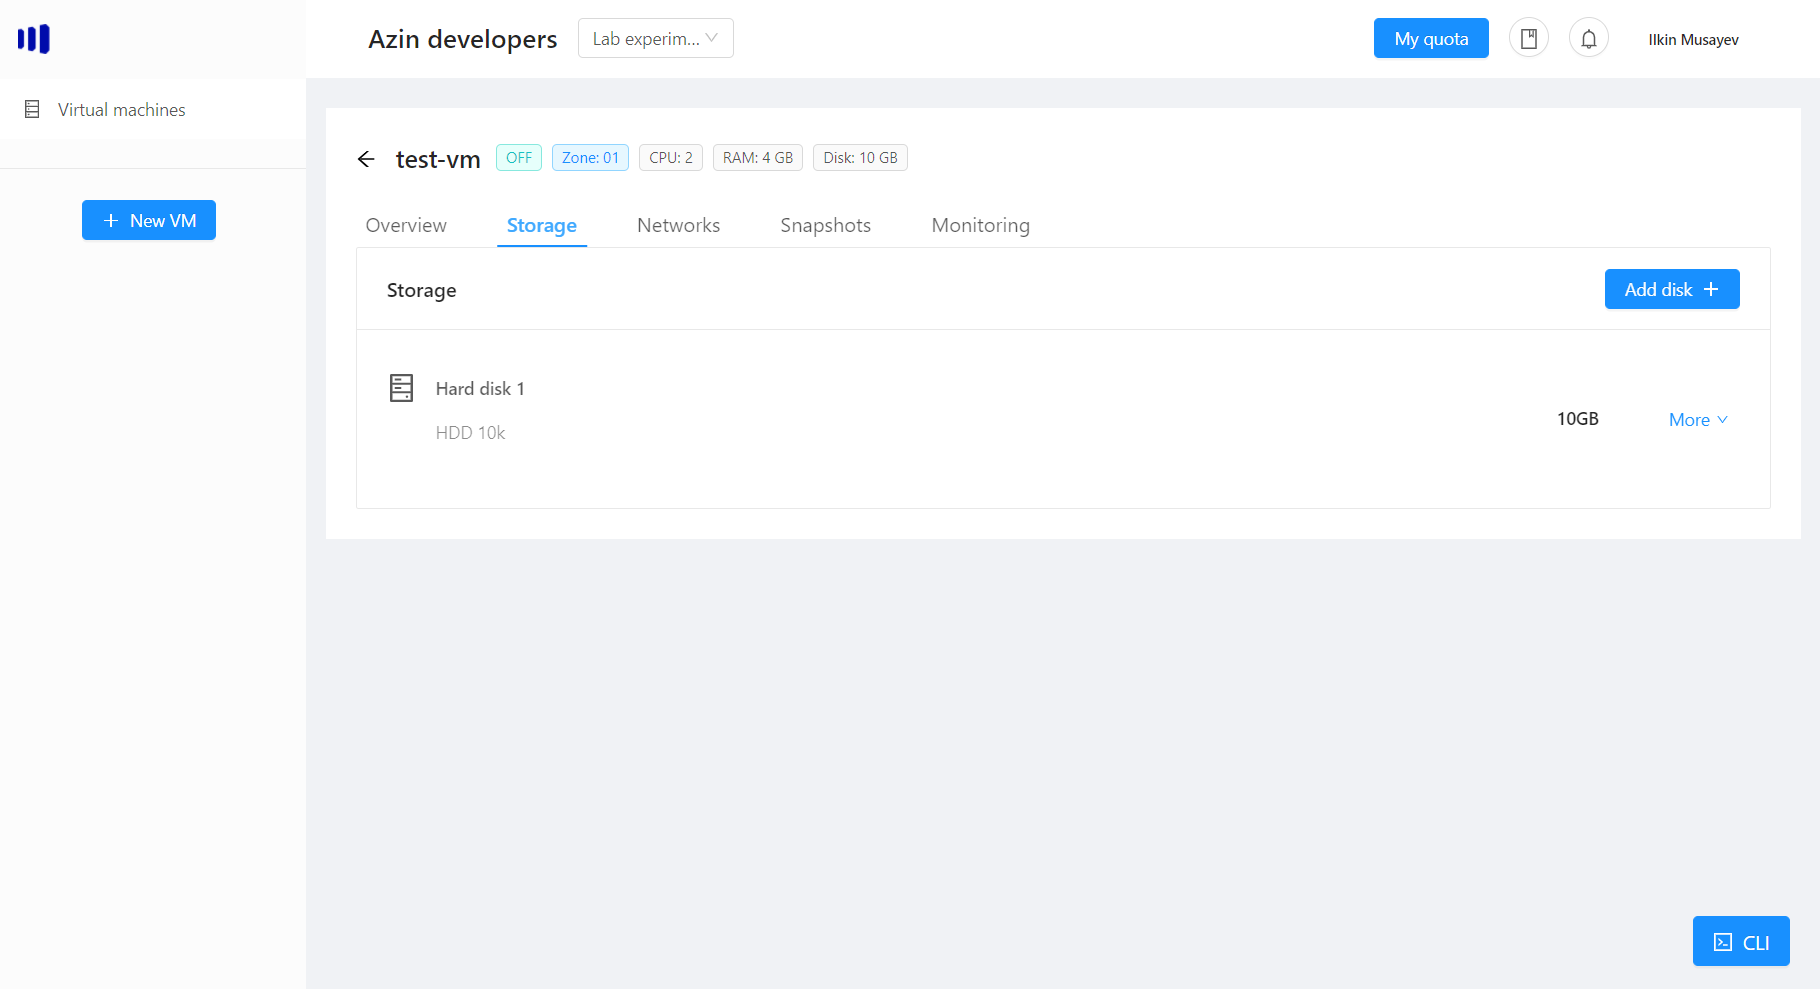 Azin developers
Lab experim...
My quota
Ilkin Musayev
Virtual machines
New VM
test-vm
OFF
Zone: 01
CPU: 2
RAM: 4 GB
Disk: 10 GB
Overview
Storage
Networks
Snapshots
Monitoring
Storage
Add disk
Hard disk 1
HDD 10k
10GB
More
CLI